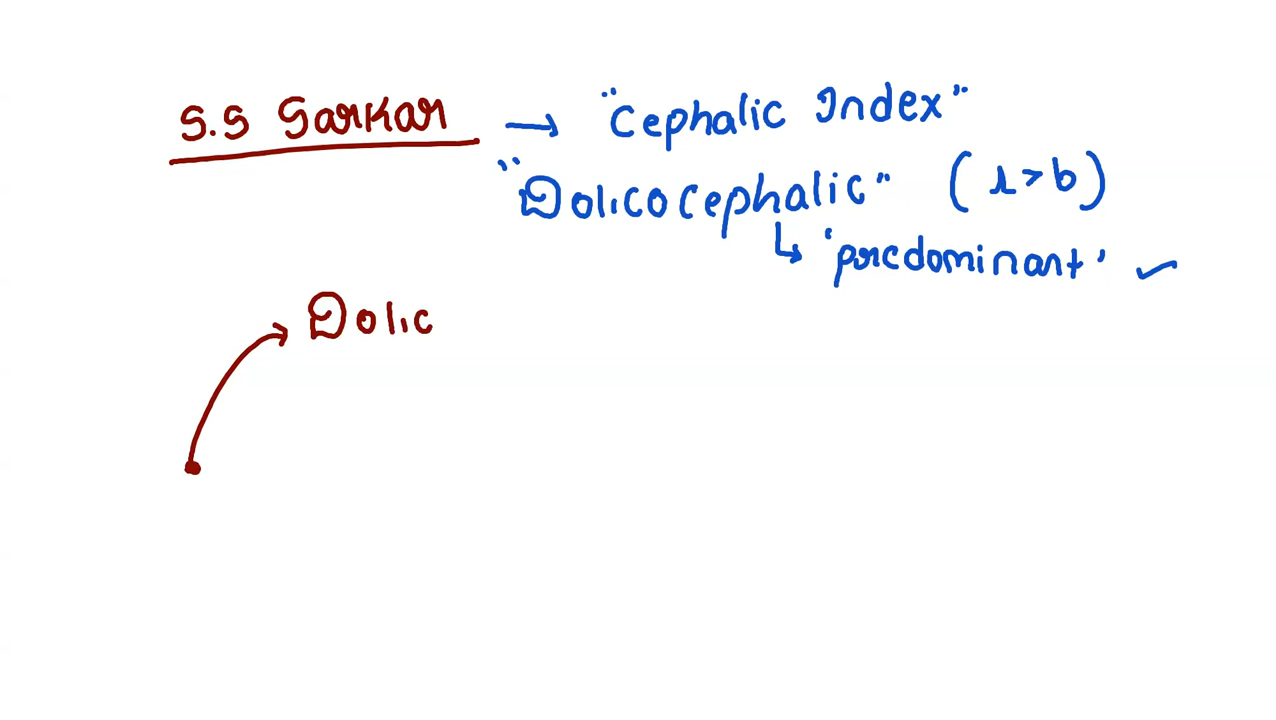 S.S Sarkar → "Cephalic Index"
"Dolicocephalic" (l > b)
↳ 'predominant' ✓
Dolic